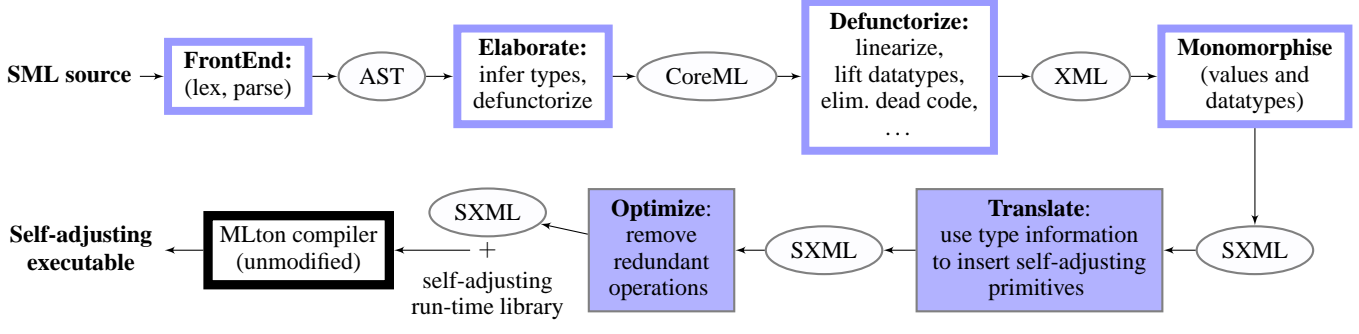 SML source
FrontEnd:
(lex, parse)
AST
Elaborate:
infer types,
defunctorize
CoreML
Defunctorize:
linearize,
lift datatypes,
elim. dead code,
. . .
XML
Monomorphise
(values and
datatypes)
SXML
Translate:
use type information
to insert self-adjusting
primitives
SXML
Optimize:
remove
redundant
operations
SXML
+
self-adjusting
run-time library
MLton compiler
(unmodified)
Self-adjusting
executable